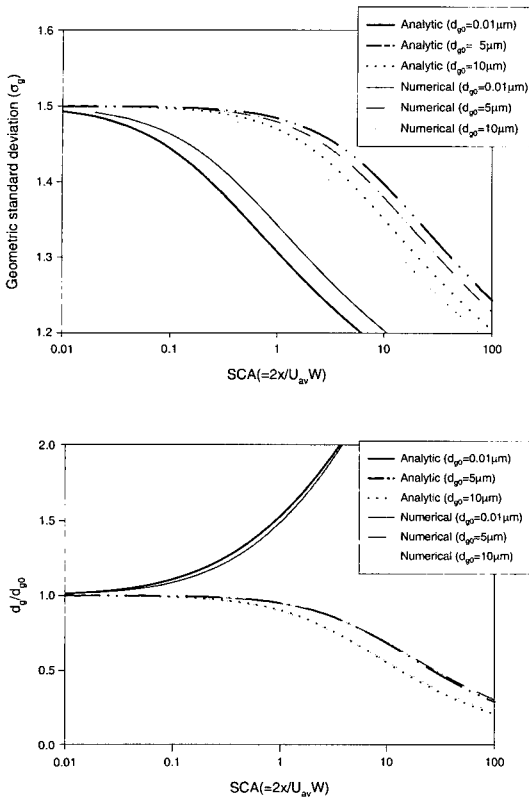 1.6
1.5
1.4
1.3
1.2
Geometric standard deviation (σg)
Analytic (dg0=0.01μm)
Analytic (dg0= 5μm)
Analytic (dg0=10μm)
Numerical (dg0=0.01μm)
Numerical (dg0=5μm)
Numerical (dg0=10μm)
0.01 0.1 1 10 100
SCA(=2x/UavW)
2.0
1.5
1.0
0.5
0.0
dg/dg0
Analytic (dg0=0.01μm)
Analytic (dg0=5μm)
Analytic (dg0=10μm)
Numerical (dg0=0.01μm)
Numerical (dg0=5μm)
Numerical (dg0=10μm)
0.01 0.1 1 10 100
SCA(=2x/UavW)